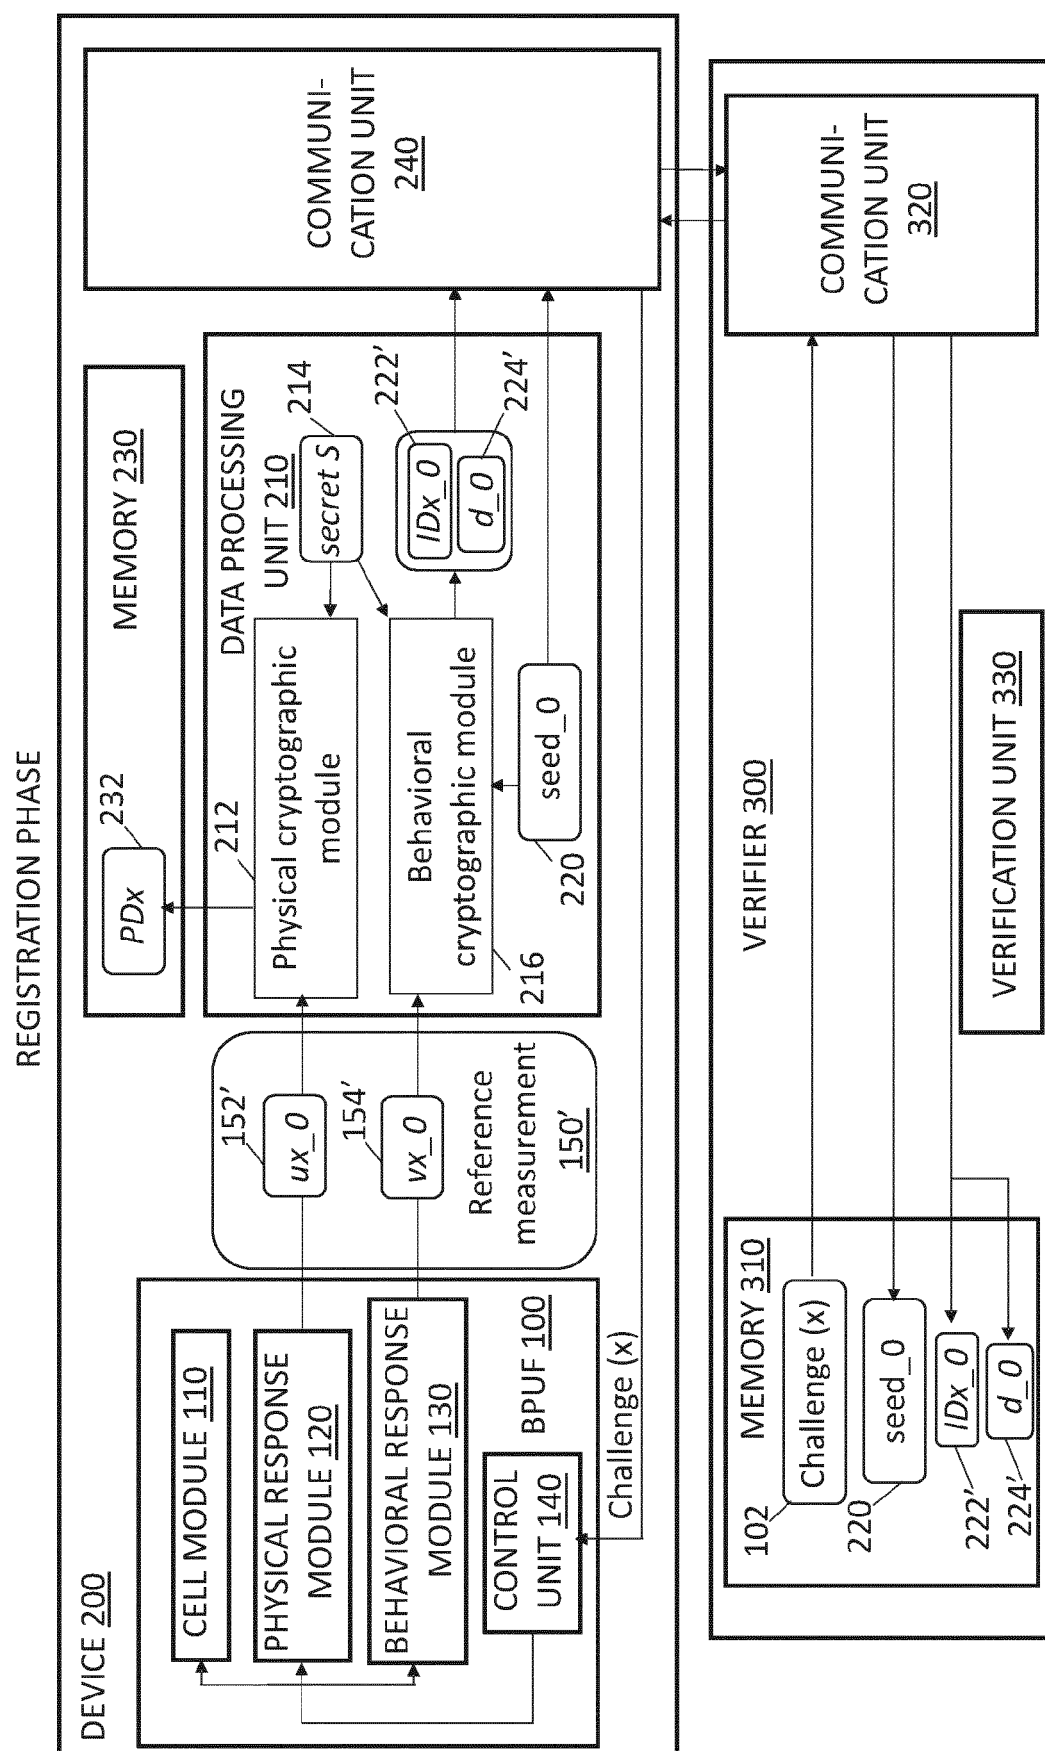 REGISTRATION PHASE
DEVICE 200
CELL MODULE 110
PHYSICAL RESPONSE
MODULE 120
BEHAVIORAL RESPONSE
MODULE 130
CONTROL
UNIT 140
BPUF 100
Challenge (x)
152'
ux_0
154'
vx_0
Reference
measurement
150'
MEMORY 230
232
PDx
DATA PROCESSING
UNIT 210
212
Physical cryptographic
module
214
secret S
Behavioral
cryptographic module
216
seed_0
220
222'
IDx_0
224'
d_0
COMMUNI-
CATION UNIT
240
VERIFIER 300
MEMORY 310
102
Challenge (x)
220
seed_0
222'
IDx_0
224'
d_0
VERIFICATION UNIT 330
COMMUNI-
CATION UNIT
320